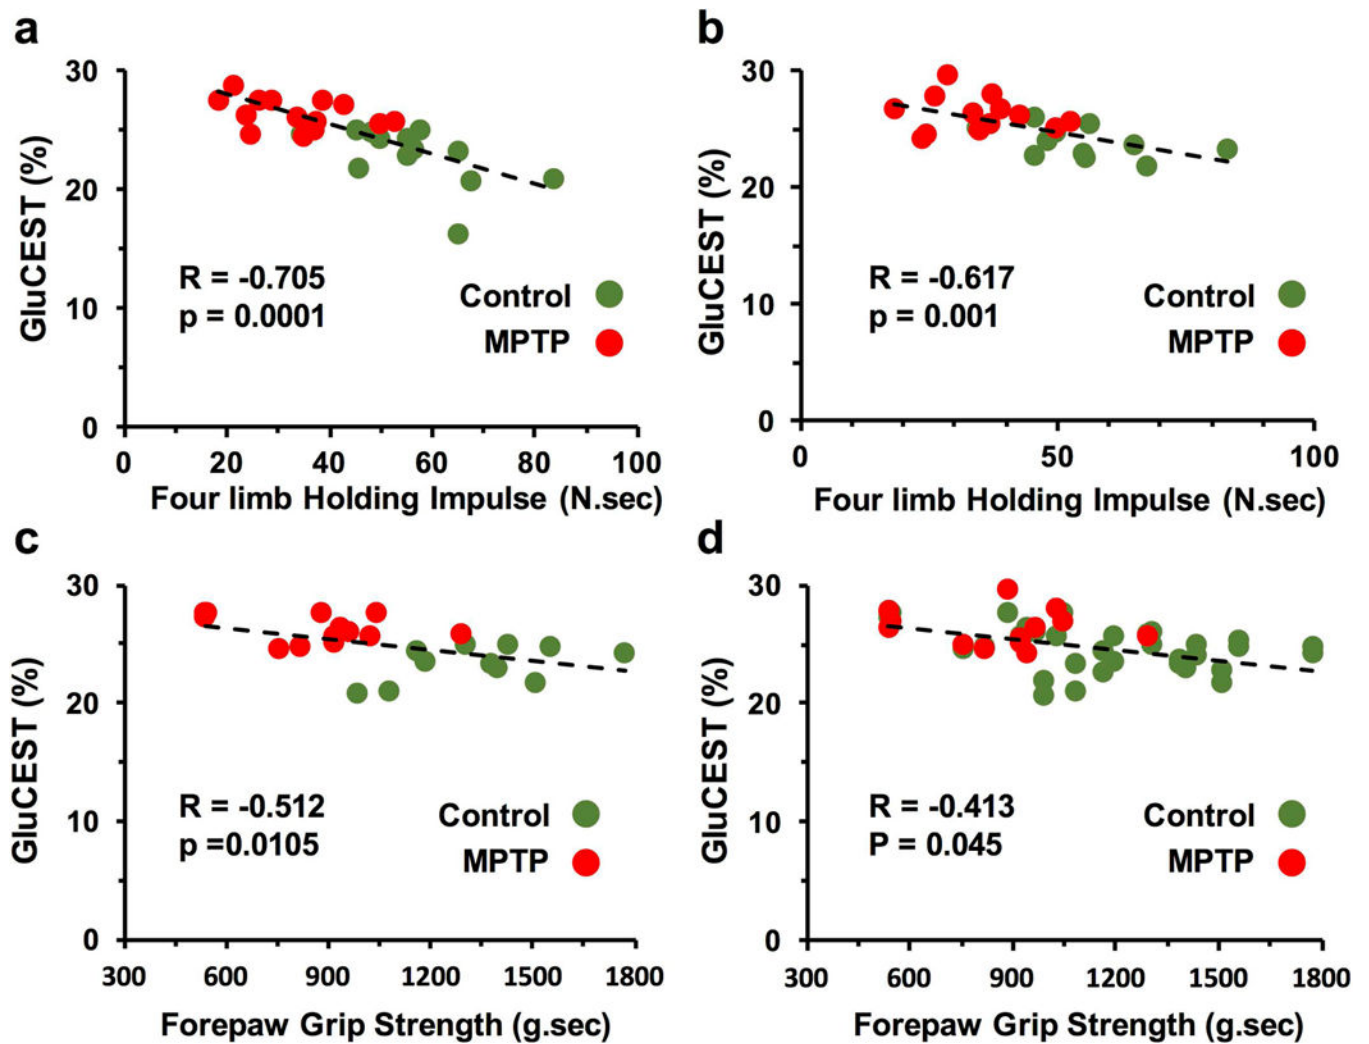 a
30
20
10
0
GluCEST (%)
R = -0.705
p = 0.0001
Control
MPTP
0 20 40 60 80 100
Four limb Holding Impulse (N.sec)
b
30
20
10
0
GluCEST (%)
R = -0.617
p = 0.001
Control
MPTP
0 50 100
Four limb Holding Impulse (N.sec)
c
30
20
10
0
GluCEST (%)
R = -0.512
p =0.0105
Control
MPTP
300 600 900 1200 1500 1800
Forepaw Grip Strength (g.sec)
d
30
20
10
0
GluCEST (%)
R = -0.413
P = 0.045
Control
MPTP
300 600 900 1200 1500 1800
Forepaw Grip Strength (g.sec)